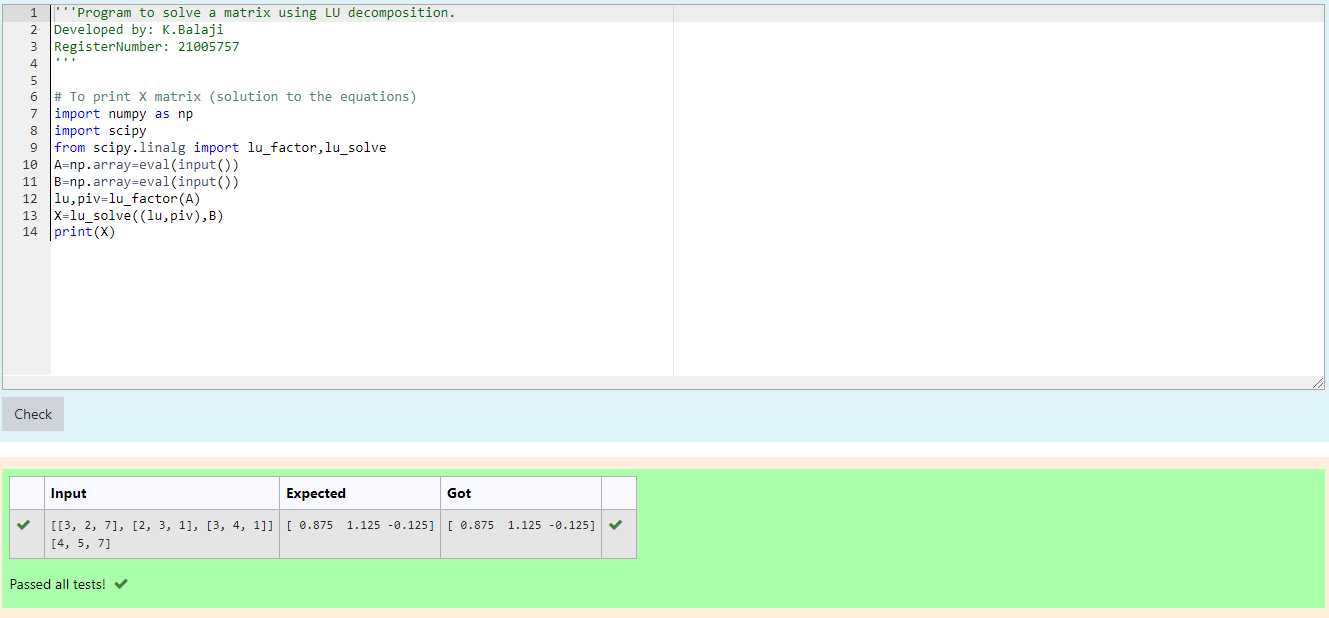 1 '''Program to solve a matrix using LU decomposition.
2 Developed by: K.Balaji
3 RegisterNumber: 21005757
4 '''
5
6 # To print X matrix (solution to the equations)
7 import numpy as np
8 import scipy
9 from scipy.linalg import lu_factor,lu_solve
10 A=np.array=eval(input())
11 B=np.array=eval(input())
12 lu,piv=lu_factor(A)
13 X=lu_solve((lu,piv),B)
14 print(X)
Check
Input Expected Got
[[3, 2, 7], [2, 3, 1], [3, 4, 1]] [ 0.875  1.125 -0.125] [ 0.875  1.125 -0.125]
[4, 5, 7]
Passed all tests!